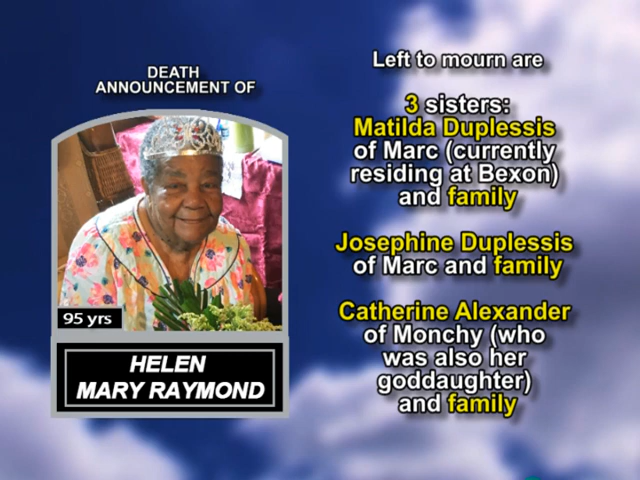 DEATH
ANNOUNCEMENT OF
95 yrs
HELEN
MARY RAYMOND
Left to mourn are
3 sisters:
Matilda Duplessis
of Marc (currently
residing at Bexon)
and family
Josephine Duplessis
of Marc and family
Catherine Alexander
of Monchy (who
was also her
goddaughter)
and family